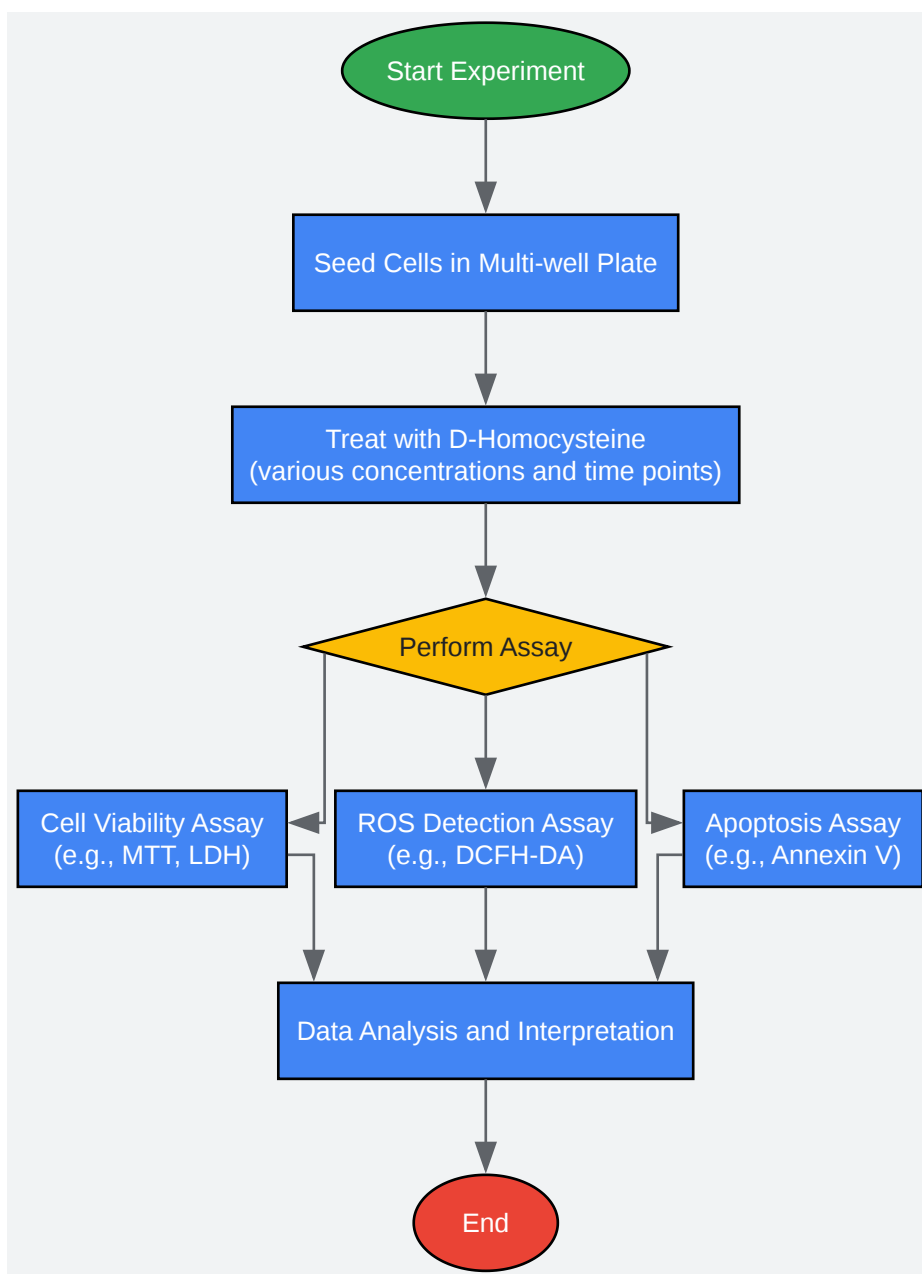 Start Experiment
Seed Cells in Multi-well Plate
Treat with D-Homocysteine
(various concentrations and time points)
Perform Assay
Cell Viability Assay
(e.g., MTT, LDH)
ROS Detection Assay
(e.g., DCFH-DA)
Apoptosis Assay
(e.g., Annexin V)
Data Analysis and Interpretation
End